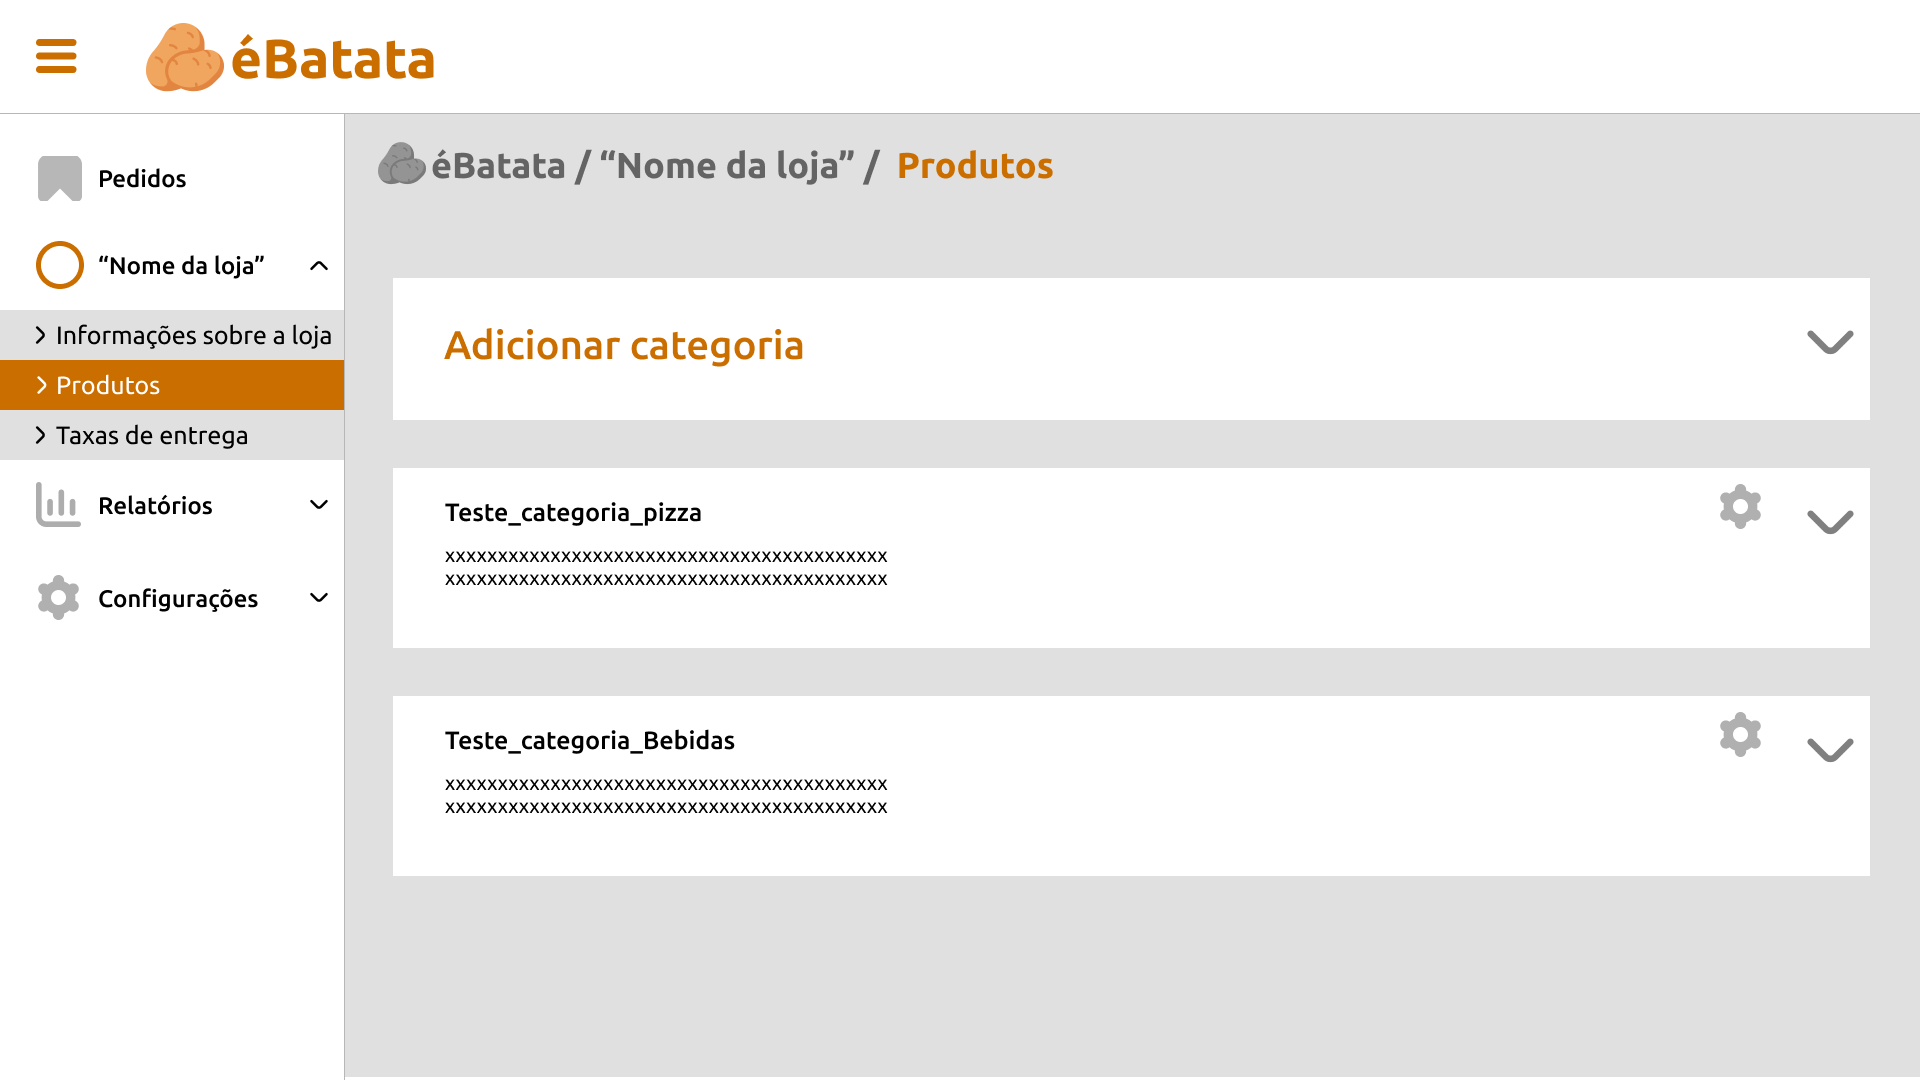 éBatata
Pedidos
“Nome da loja”
Informações sobre a loja
Produtos
Taxas de entrega
Relatórios
Configurações
éBatata / “Nome da loja” / Produtos
Adicionar categoria
Teste_categoria_pizza
xxxxxxxxxxxxxxxxxxxxxxxxxxxxxxxxxxxxxxxxxx
xxxxxxxxxxxxxxxxxxxxxxxxxxxxxxxxxxxxxxxxxx
Teste_categoria_Bebidas
xxxxxxxxxxxxxxxxxxxxxxxxxxxxxxxxxxxxxxxxxx
xxxxxxxxxxxxxxxxxxxxxxxxxxxxxxxxxxxxxxxxxx